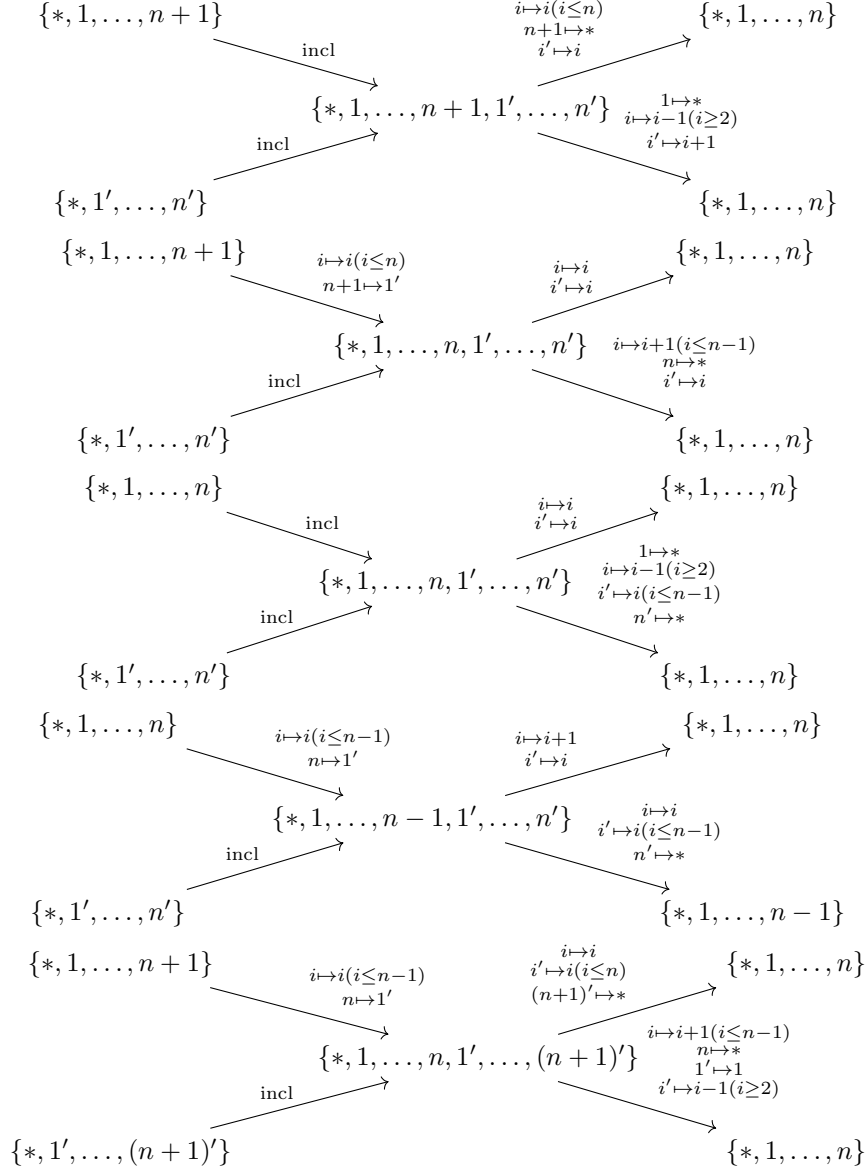 {∗, 1, . . . , n + 1}
i↦i(i≤n)
n+1↦∗
i′↦i
{∗, 1, . . . , n}
incl
{∗, 1, . . . , n + 1, 1′, . . . , n′}
1↦∗
i↦i−1(i≥2)
i′↦i+1
incl
{∗, 1′, . . . , n′}
{∗, 1, . . . , n}
{∗, 1, . . . , n + 1}
{∗, 1, . . . , n}
i↦i(i≤n)
n+1↦1′
i↦i
i′↦i
{∗, 1, . . . , n, 1′, . . . , n′}
i↦i+1(i≤n−1)
n↦∗
i′↦i
incl
{∗, 1′, . . . , n′}
{∗, 1, . . . , n}
{∗, 1, . . . , n}
{∗, 1, . . . , n}
incl
i↦i
i′↦i
{∗, 1, . . . , n, 1′, . . . , n′}
1↦∗
i↦i−1(i≥2)
i′↦i(i≤n−1)
n′↦∗
incl
{∗, 1′, . . . , n′}
{∗, 1, . . . , n}
{∗, 1, . . . , n}
{∗, 1, . . . , n}
i↦i(i≤n−1)
n↦1′
i↦i+1
i′↦i
{∗, 1, . . . , n − 1, 1′, . . . , n′}
i↦i
i′↦i(i≤n−1)
n′↦∗
incl
{∗, 1′, . . . , n′}
{∗, 1, . . . , n − 1}
{∗, 1, . . . , n + 1}
{∗, 1, . . . , n}
i↦i(i≤n−1)
n↦1′
i↦i
i′↦i(i≤n)
(n+1)′↦∗
{∗, 1, . . . , n, 1′, . . . , (n + 1)′}
i↦i+1(i≤n−1)
n↦∗
1′↦1
i′↦i−1(i≥2)
incl
{∗, 1′, . . . , (n + 1)′}
{∗, 1, . . . , n}